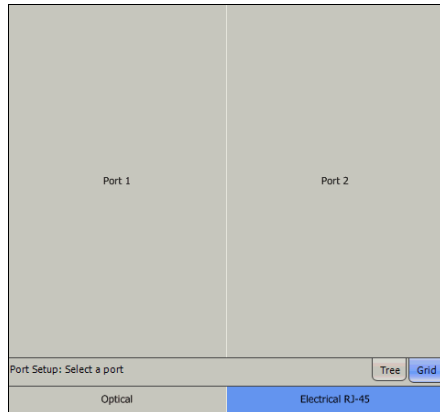 Port 1 Port 2
Port Setup: Select a port Tree Grid
Optical Electrical RJ-45